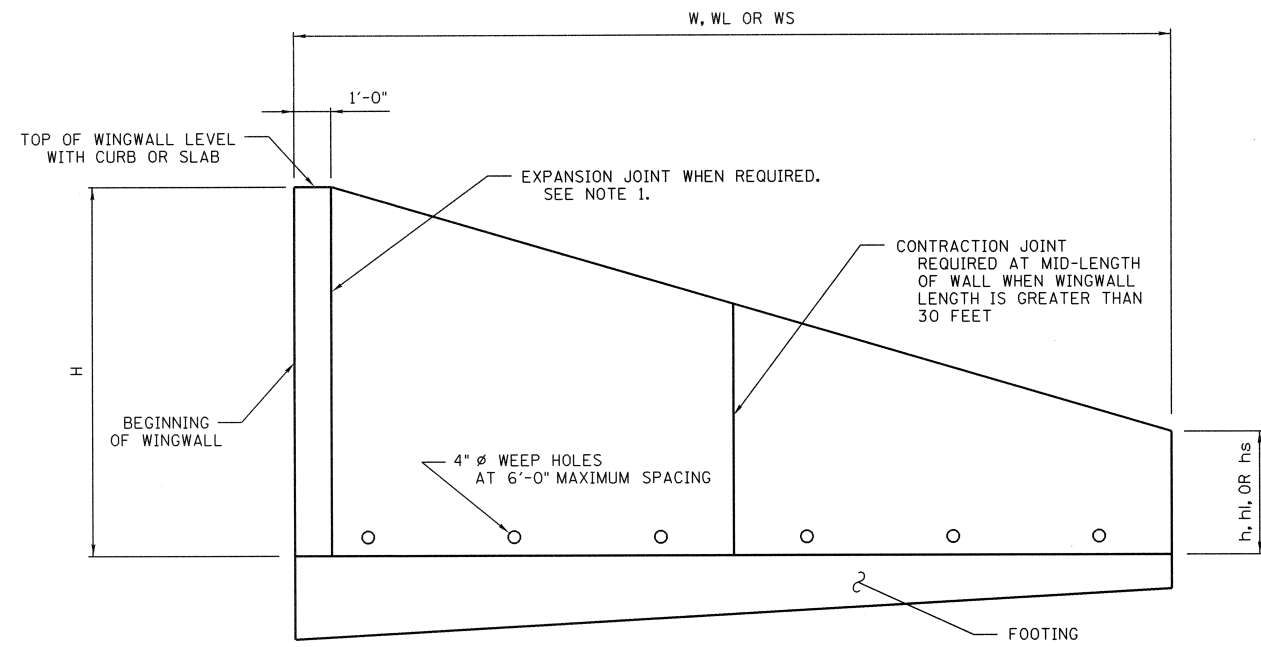 W, WL OR WS
1'-0"
TOP OF WINGWALL LEVEL
WITH CURB OR SLAB
EXPANSION JOINT WHEN REQUIRED.
SEE NOTE 1.
CONTRACTION JOINT
REQUIRED AT MID-LENGTH
OF WALL WHEN WINGWALL
LENGTH IS GREATER THAN
30 FEET
H
BEGINNING
OF WINGWALL
4" ø WEEP HOLES
AT 6'-0" MAXIMUM SPACING
h, hl, OR hs
FOOTING